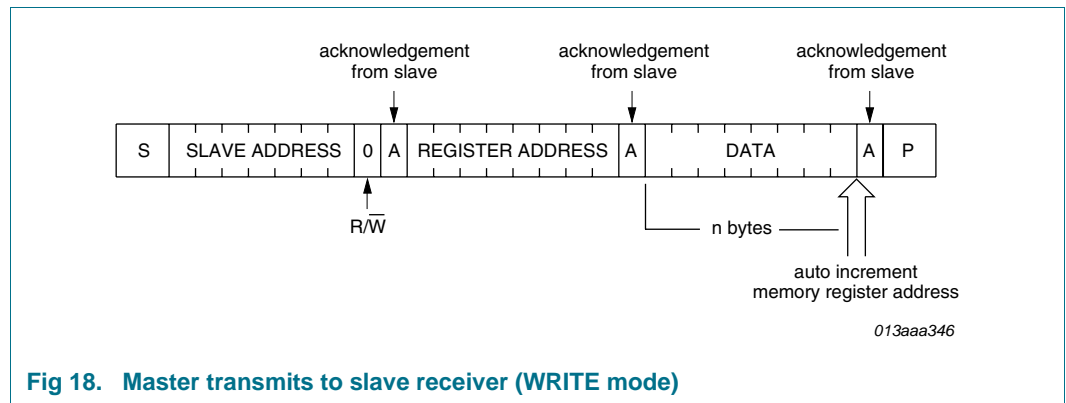 acknowledgement
from slave
acknowledgement
from slave
acknowledgement
from slave
S SLAVE ADDRESS 0 A REGISTER ADDRESS A DATA A P
R/W̅
n bytes
auto increment
memory register address
013aaa346
Fig 18. Master transmits to slave receiver (WRITE mode)